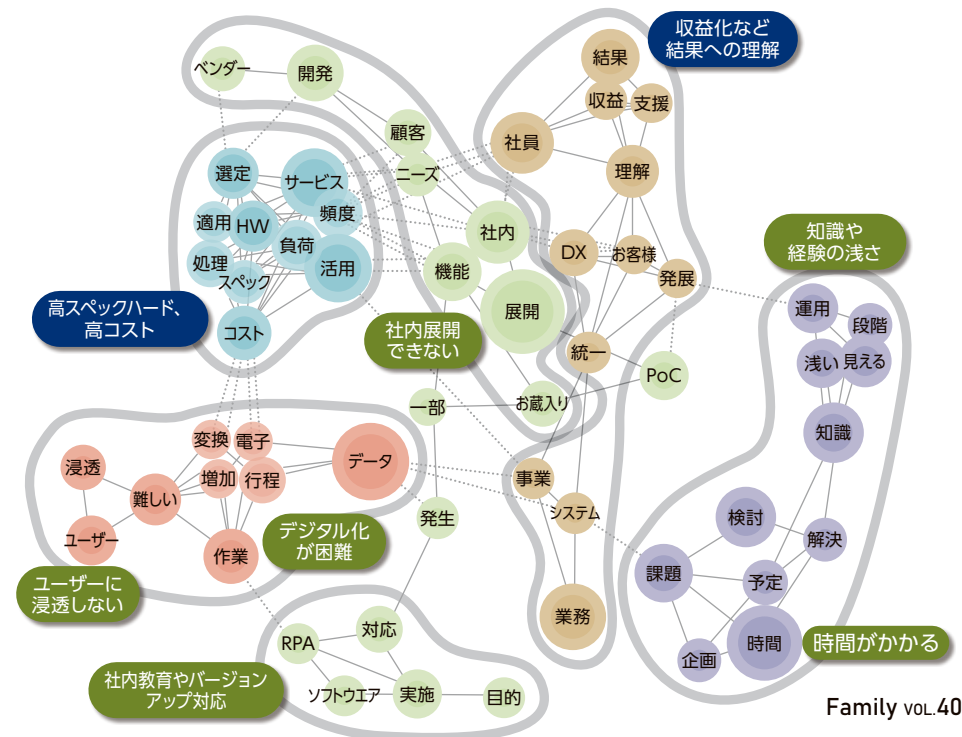 収益化など
結果への理解
結果
ベンダー
開発
収益
支援
顧客
社員
選定
サービス
ニーズ
理解
頻度
適用
HW
社内
知識や
経験の浅さ
負荷
DX
お客様
処理
スペック
活用
機能
発展
高スペックハード、
高コスト
コスト
展開
運用
段階
社内展開
できない
統一
浅い
見える
PoC
一部
お蔵入り
知識
変換
電子
データ
浸透
難しい
増加
行程
事業
システム
検討
発生
ユーザー
作業
デジタル化
が困難
解決
課題
予定
ユーザーに
浸透しない
業務
RPA
対応
時間
時間がかかる
企画
社内教育やバージョン
アップ対応
ソフトウエア
実施
目的
Family VOL.40